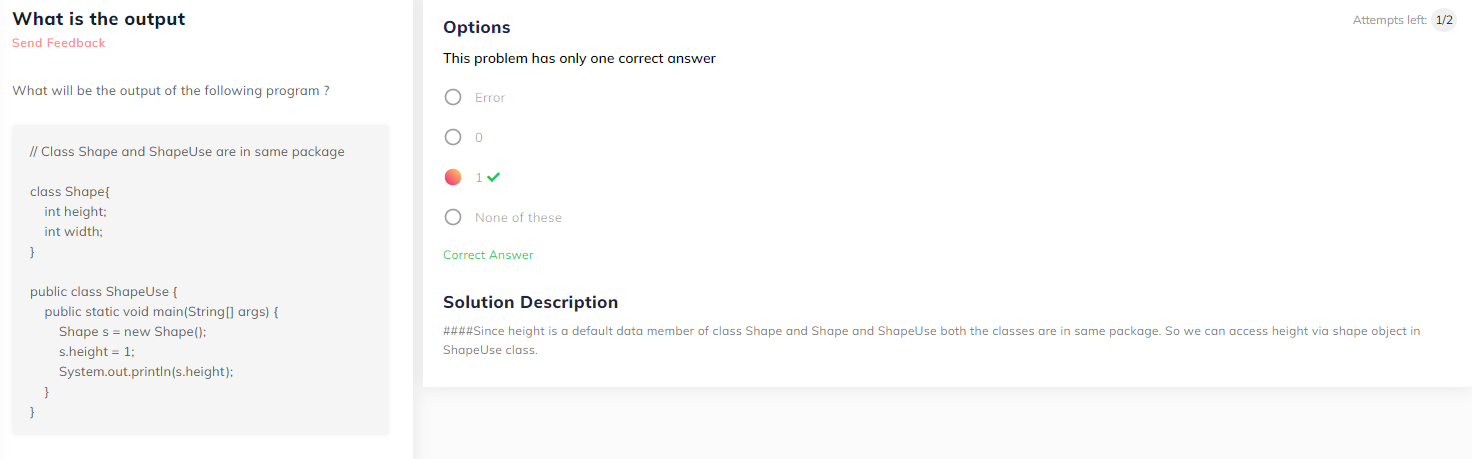 What is the output
Send Feedback
What will be the output of the following program ?
// Class Shape and ShapeUse are in same package
class Shape{
int height;
int width;
}
public class ShapeUse {
public static void main(String[] args) {
Shape s = new Shape();
s.height = 1;
System.out.println(s.height);
}
}
Options
Attempts left: 1/2
This problem has only one correct answer
Error
0
1
None of these
Correct Answer
Solution Description
####Since height is a default data member of class Shape and Shape and ShapeUse both the classes are in same package. So we can access height via shape object in
ShapeUse class.